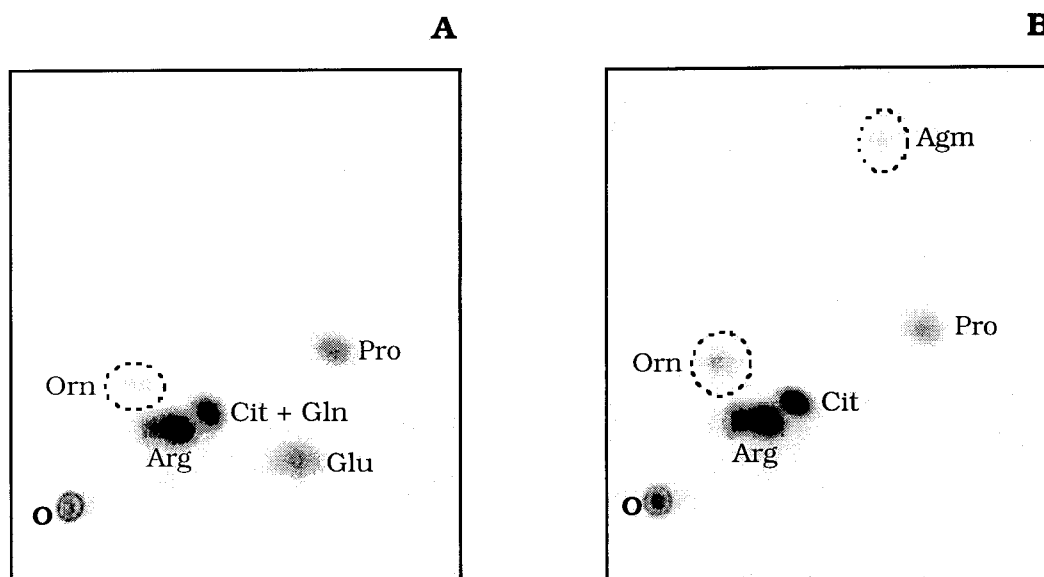 A
Orn
Pro
Cit + Gln
Arg
Glu
O
B
Agm
Orn
Pro
Cit
Arg
O